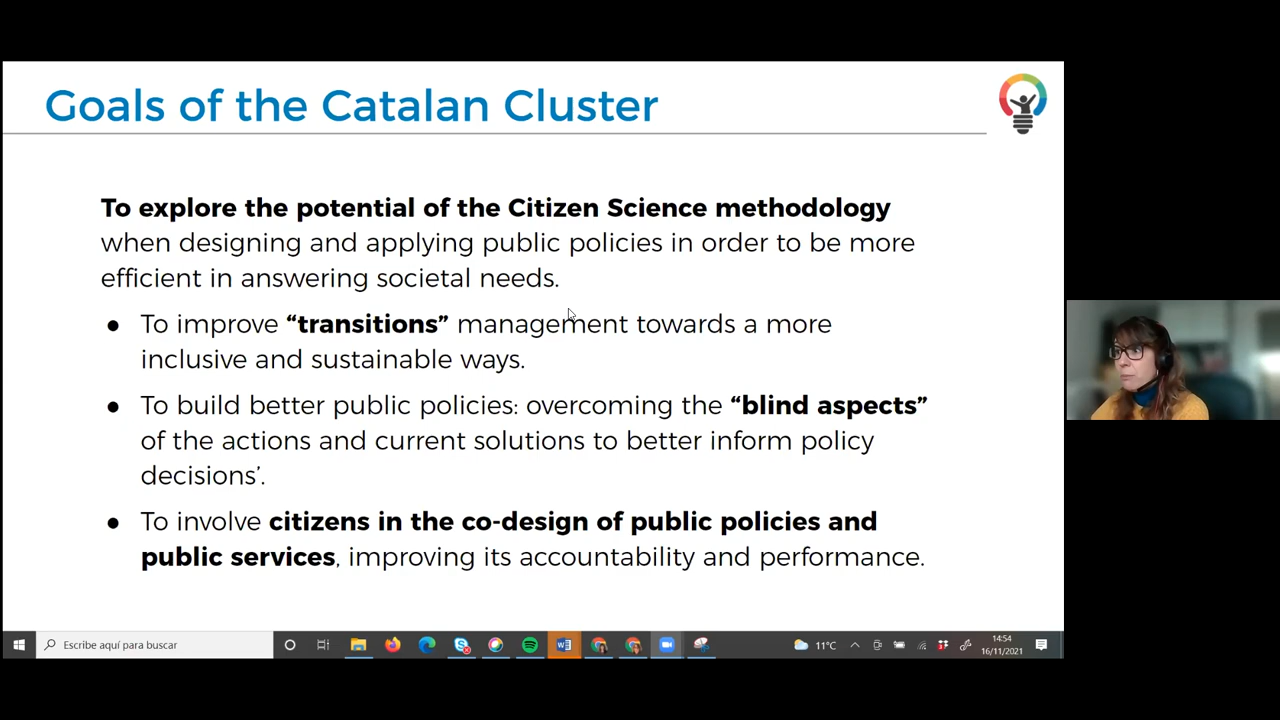 Goals of the Catalan Cluster
To explore the potential of the Citizen Science methodology
when designing and applying public policies in order to be more
efficient in answering societal needs.
● To improve “transitions” management towards a more
inclusive and sustainable ways.
● To build better public policies: overcoming the “blind aspects”
of the actions and current solutions to better inform policy
decisions’.
● To involve citizens in the co-design of public policies and
public services, improving its accountability and performance.
Escribe aquí para buscar
11°C
14:54
16/11/2021